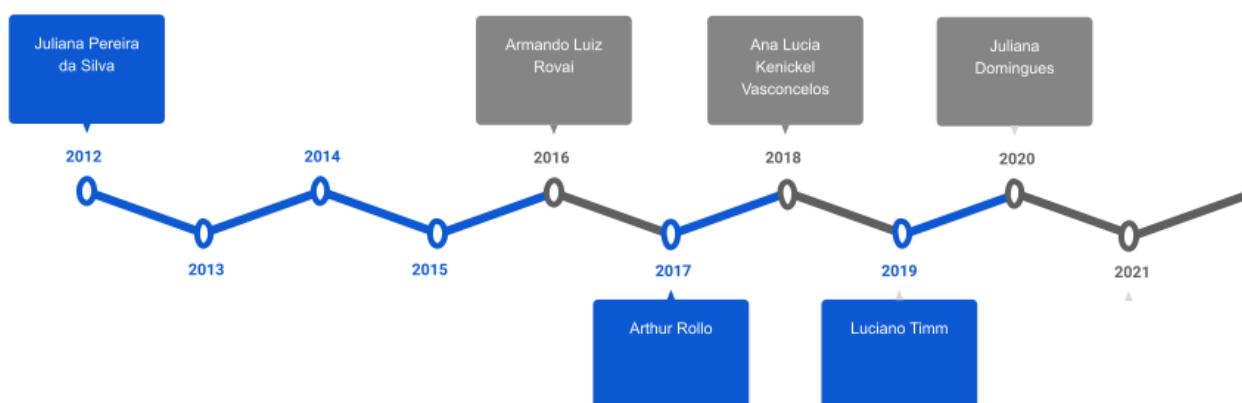 Juliana Pereira
da Silva
Armando Luiz
Rovai
Ana Lucia
Kenickel
Vasconcelos
Juliana
Domingues
2012
2014
2016
2018
2020
2013
2015
2017
2019
2021
Arthur Rollo
Luciano Timm